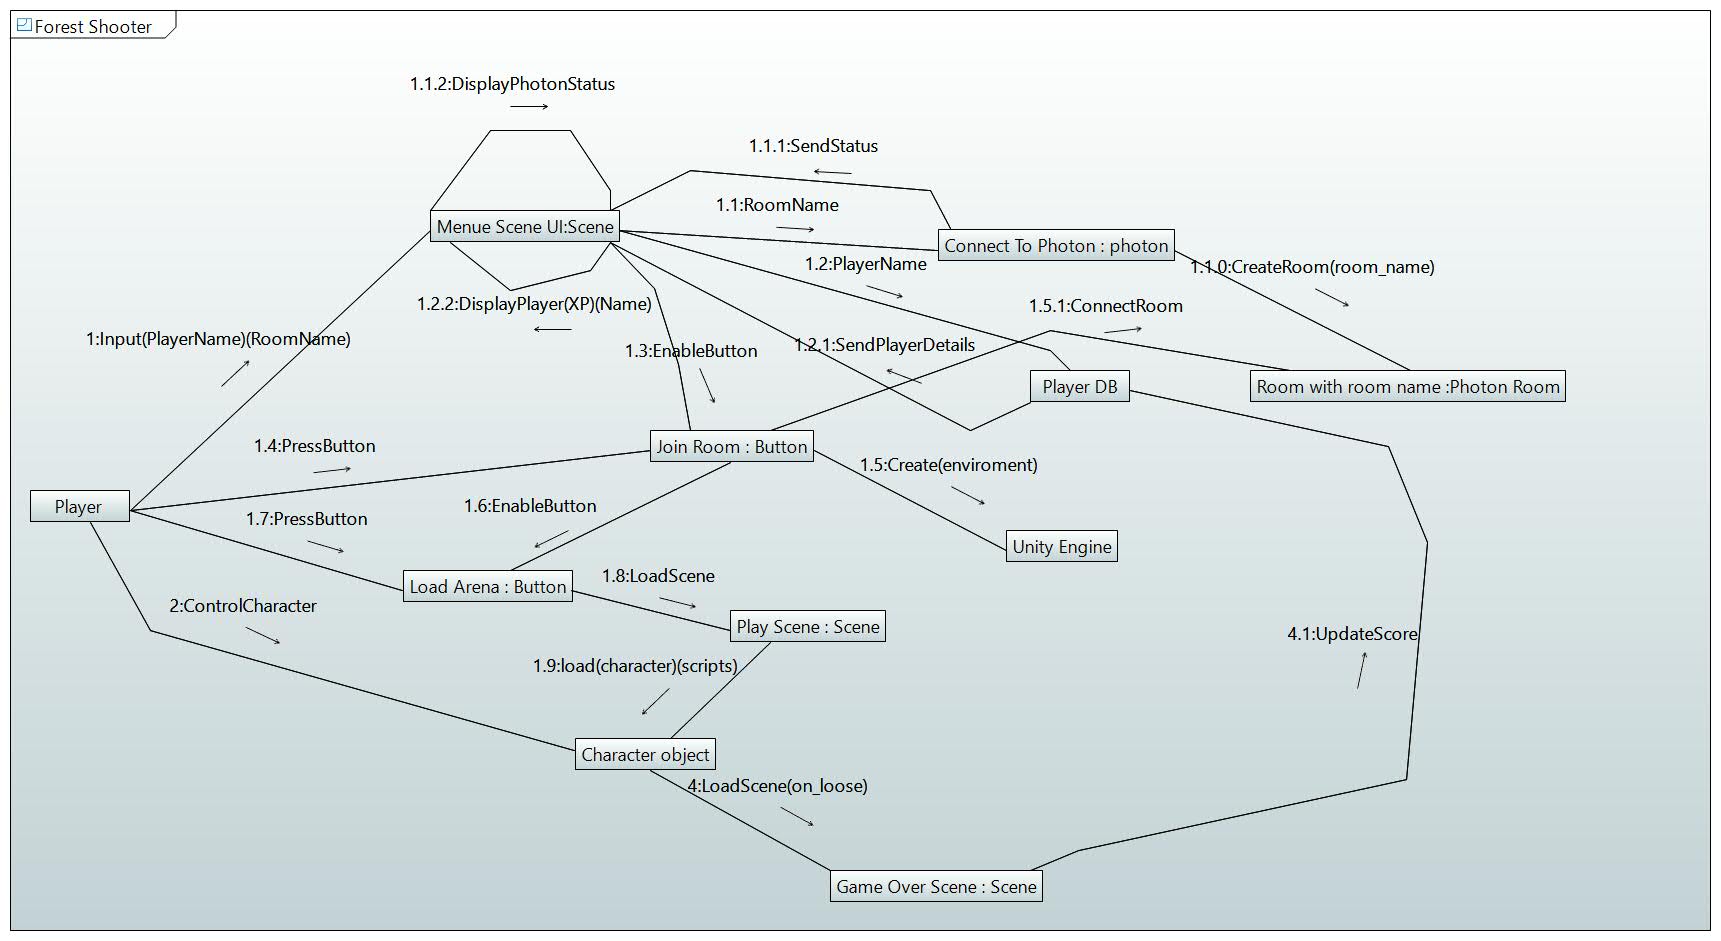 Forest Shooter
1.1.2:DisplayPhotonStatus
1.1.1:SendStatus
1.1:RoomName
Menue Scene UI:Scene
Connect To Photon : photon
1.2:PlayerName
1.1.0:CreateRoom(room_name)
1.2.2:DisplayPlayer(XP)(Name)
1.5.1:ConnectRoom
1:Input(PlayerName)(RoomName)
1.3:EnableButton
1.2.1:SendPlayerDetails
Player DB
Room with room name :Photon Room
1.4:PressButton
Join Room : Button
1.5:Create(enviroment)
Player
1.7:PressButton
1.6:EnableButton
Unity Engine
Load Arena : Button
1.8:LoadScene
2:ControlCharacter
Play Scene : Scene
4.1:UpdateScore
1.9:load(character)(scripts)
Character object
4:LoadScene(on_loose)
Game Over Scene : Scene